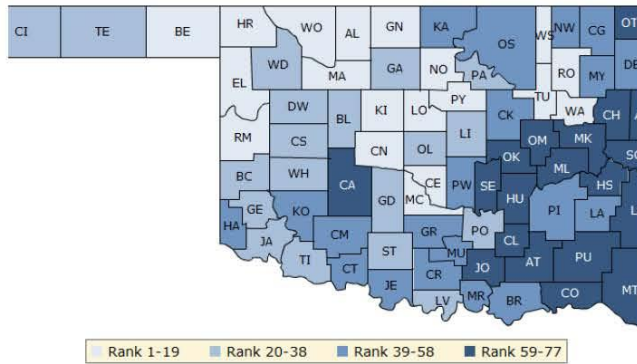 HR
WO
AL
GN
KA
OS
WS
NW
CG
OT
CI
TE
BE
WD
MA
GA
NO
PA
RO
MY
DE
EL
TU
WA
DW
BL
KI
LO
PY
CK
CH
RM
CS
CN
OL
LI
OM
MK
BC
WH
CA
CE
PW
OK
ML
SE
HS
GE
KO
GD
MC
HU
PI
LA
HA
CM
GR
PO
CL
JA
TI
ST
MU
JO
AT
PU
CT
JE
CR
MR
BR
CO
MT
LV
Rank 1-19 Rank 20-38 Rank 39-58 Rank 59-77